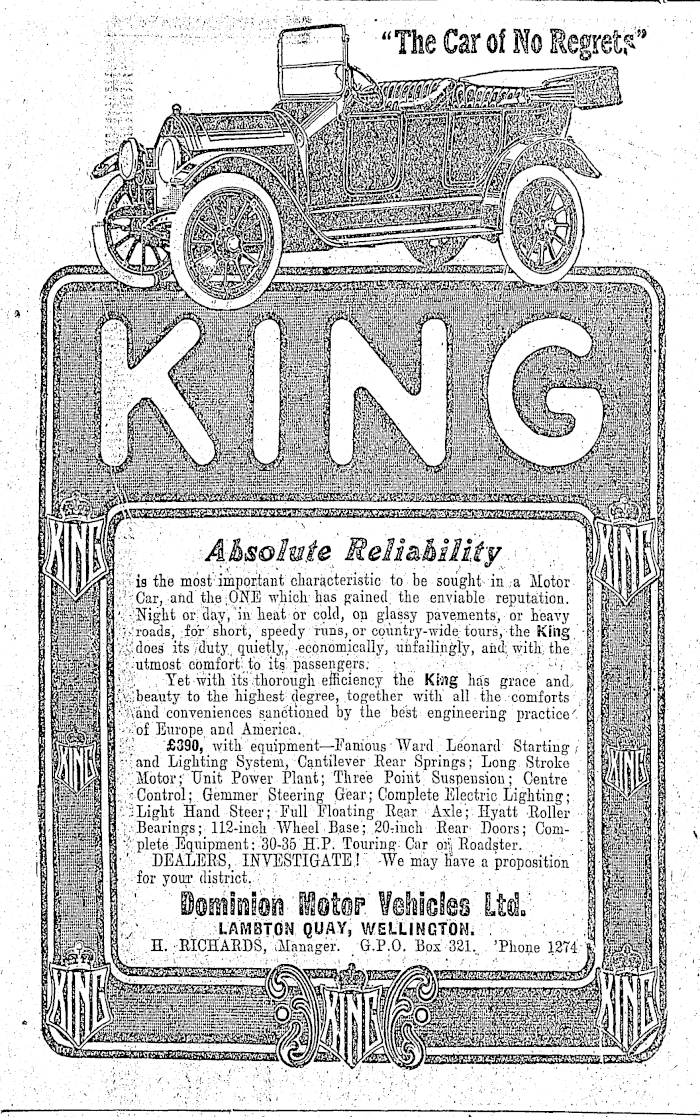 "The Car of No Regrets"
KING
KING
KING
Absolute Reliability
is the most important characteristic to be sought in a Motor
Car, and the ONE which has gained the enviable reputation.
Night or day, in heat or cold, on glassy pavements, or heavy
roads, for short, speedy runs, or country-wide tours, the King
does its duty quietly, economically, unfailingly, and with the
utmost comfort to its passengers.
Yet with its thorough efficiency the King has grace and
beauty to the highest degree, together with all the comforts
and conveniences sanctioned by the best engineering practice
of Europe and America.
£390, with equipment—Famous Ward Leonard Starting
and Lighting System, Cantilever Rear Springs; Long Stroke
Motor; Unit Power Plant; Three Point Suspension; Centre
Control; Gemmer Steering Gear; Complete Electric Lighting;
Light Hand Steer; Full Floating Rear Axle; Hyatt Roller
Bearings; 112-inch Wheel Base; 20-inch Rear Doors; Com-
plete Equipment; 30-35 H.P. Touring Car or Roadster.
DEALERS, INVESTIGATE! We may have a proposition
for your district.
KING
KING
Dominion Motor Vehicles Ltd.
LAMBTON QUAY, WELLINGTON.
H. RICHARDS, Manager. G.P.O. Box 321. 'Phone 1274
KING
KING
KING